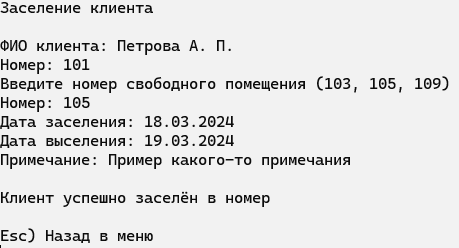 Заселение клиента
ФИО клиента: Петрова А. П.
Номер: 101
Введите номер свободного помещения (103, 105, 109)
Номер: 105
Дата заселения: 18.03.2024
Дата выселения: 19.03.2024
Примечание: Пример какого-то примечания
Клиент успешно заселён в номер
Esc) Назад в меню